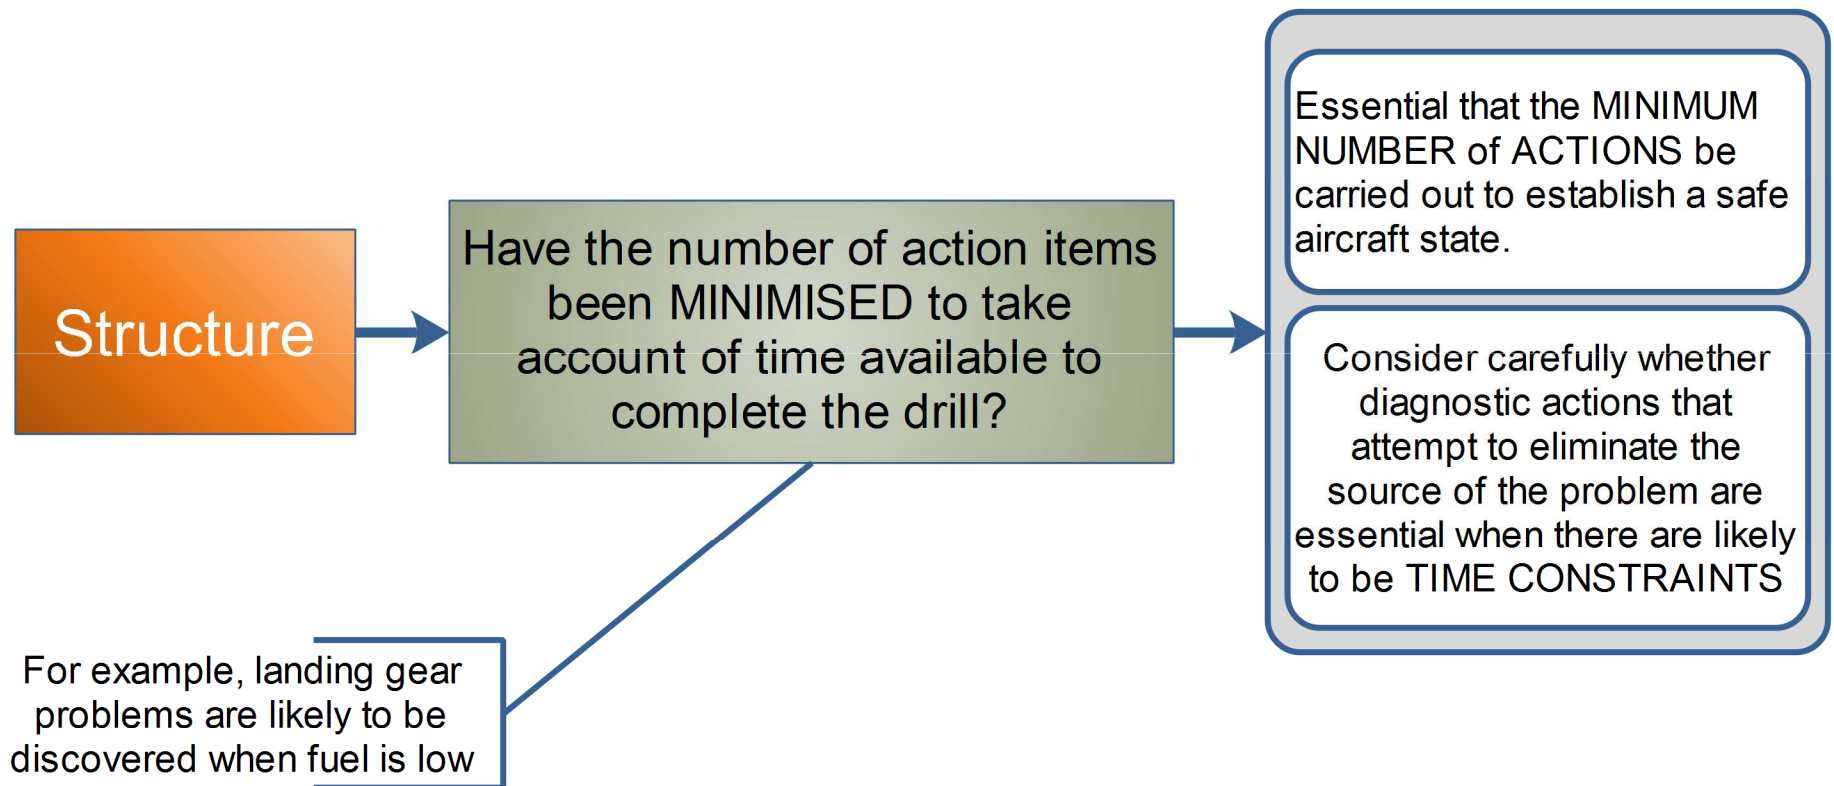 Structure
Have the number of action items
been MINIMISED to take
account of time available to
complete the drill?
Essential that the MINIMUM
NUMBER of ACTIONS be
carried out to establish a safe
aircraft state.
Consider carefully whether
diagnostic actions that
attempt to eliminate the
source of the problem are
essential when there are likely
to be TIME CONSTRAINTS
For example, landing gear
problems are likely to be
discovered when fuel is low